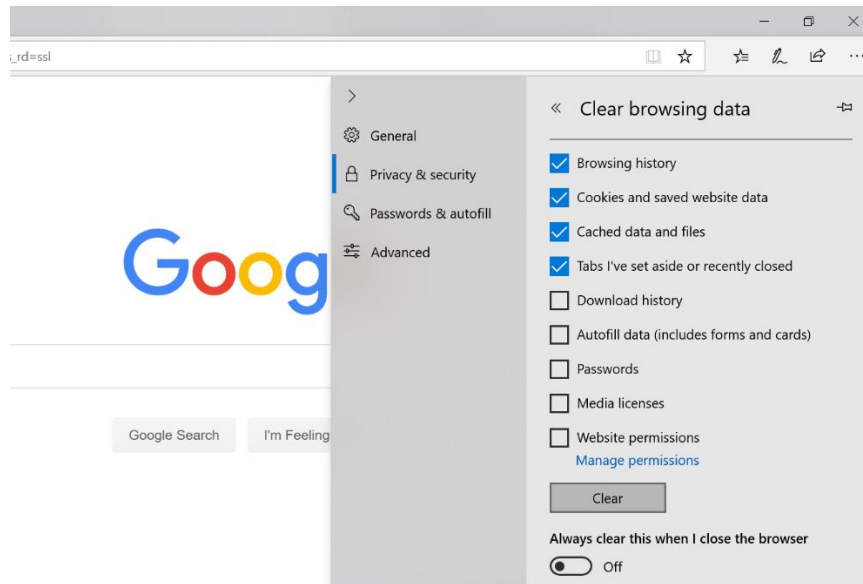 s_rd=ssl
General
Privacy & security
Passwords & autofill
Advanced
Goog
Google Search
I'm Feeling
Clear browsing data
Browsing history
Cookies and saved website data
Cached data and files
Tabs I've set aside or recently closed
Download history
Autofill data (includes forms and cards)
Passwords
Media licenses
Website permissions
Manage permissions
Clear
Always clear this when I close the browser
Off